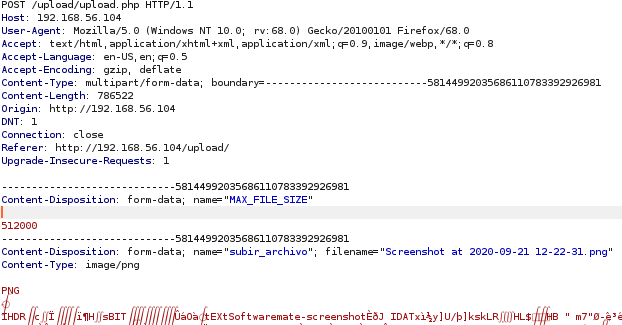 POST /upload/upload.php HTTP/1.1
Host: 192.168.56.104
User-Agent: Mozilla/5.0 (Windows NT 10.0; rv:68.0) Gecko/20100101 Firefox/68.0
Accept: text/html,application/xhtml+xml,application/xml;q=0.9,image/webp,*/*;q=0.8
Accept-Language: en-US,en;q=0.5
Accept-Encoding: gzip, deflate
Content-Type: multipart/form-data; boundary=---------------------------5814499203568611078​3392926981
Content-Length: 786522
Origin: http://192.168.56.104
DNT: 1
Connection: close
Referer: http://192.168.56.104/upload/
Upgrade-Insecure-Requests: 1
-----------------------------58144992035686110783392926981
Content-Disposition: form-data; name="MAX_FILE_SIZE"
512000
-----------------------------58144992035686110783392926981
Content-Disposition: form-data; name="subir_archivo"; filename="Screenshot at 2020-09-21 12-22-31.png"
Content-Type: image/png
PNG
IHDR
sBIT
tEXtSoftwaremate-screenshot
IDATx